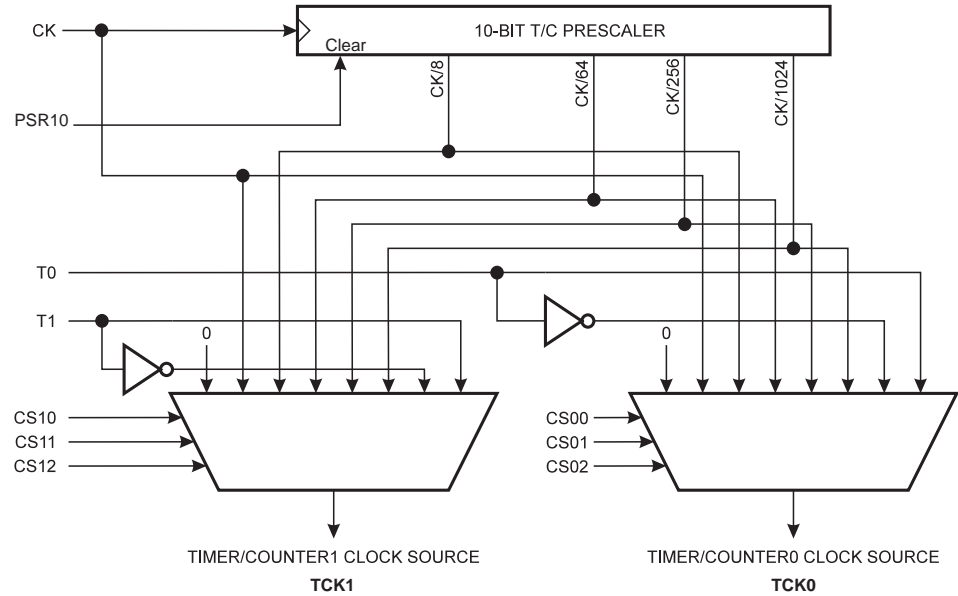 CK
10-BIT T/C PRESCALER
Clear
CK/8
CK/64
CK/256
CK/1024
PSR10
T0
T1
0
0
CS10
CS11
CS12
CS00
CS01
CS02
TIMER/COUNTER1 CLOCK SOURCE
TCK1
TIMER/COUNTER0 CLOCK SOURCE
TCK0